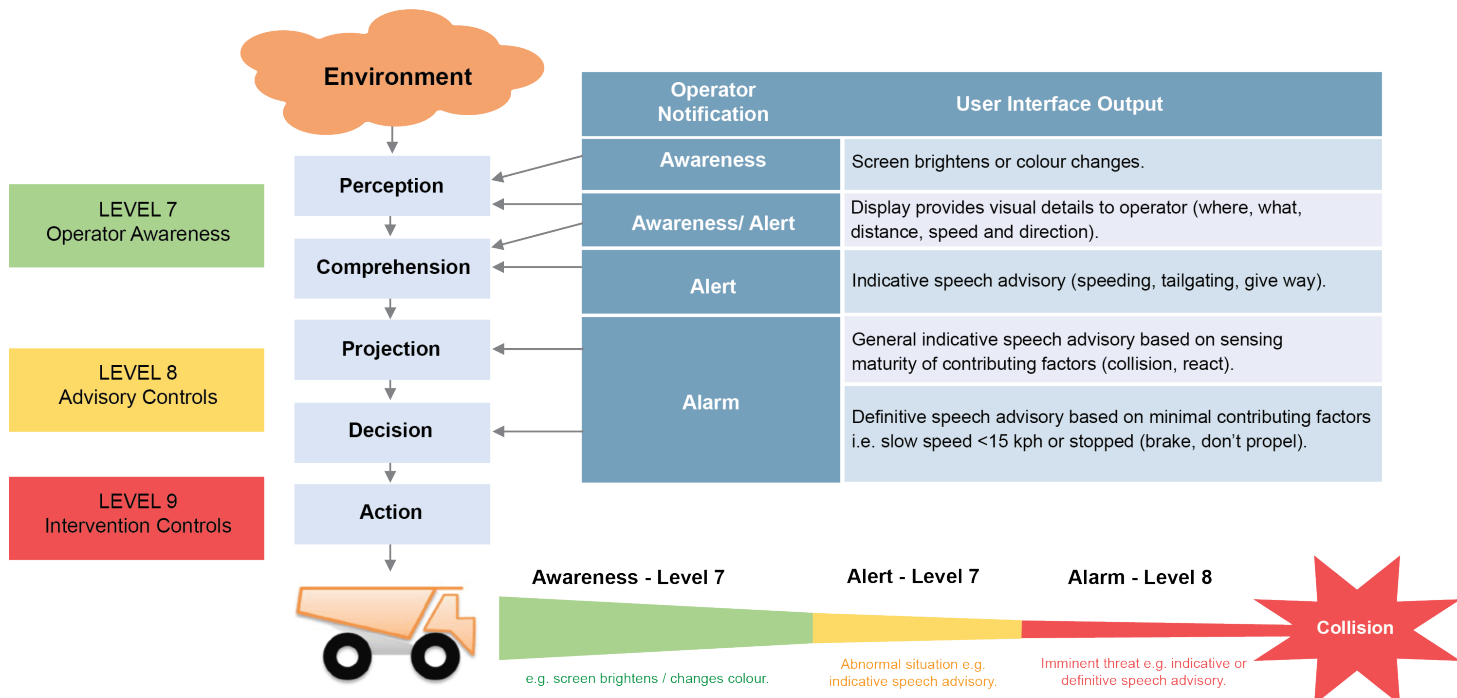 Environment
Perception
Comprehension
Projection
Decision
Action
LEVEL 7
Operator Awareness
LEVEL 8
Advisory Controls
LEVEL 9
Intervention Controls
Operator
Notification
User Interface Output
Awareness
Screen brightens or colour changes.
Awareness/ Alert
Display provides visual details to operator (where, what,
distance, speed and direction).
Alert
Indicative speech advisory (speeding, tailgating, give way).
Alarm
General indicative speech advisory based on sensing
maturity of contributing factors (collision, react).
Definitive speech advisory based on minimal contributing factors
i.e. slow speed <15 kph or stopped (brake, don’t propel).
Awareness - Level 7
Alert - Level 7
Alarm - Level 8
Collision
e.g. screen brightens / changes colour.
Abnormal situation e.g.
indicative speech advisory.
Imminent threat e.g. indicative or
definitive speech advisory.